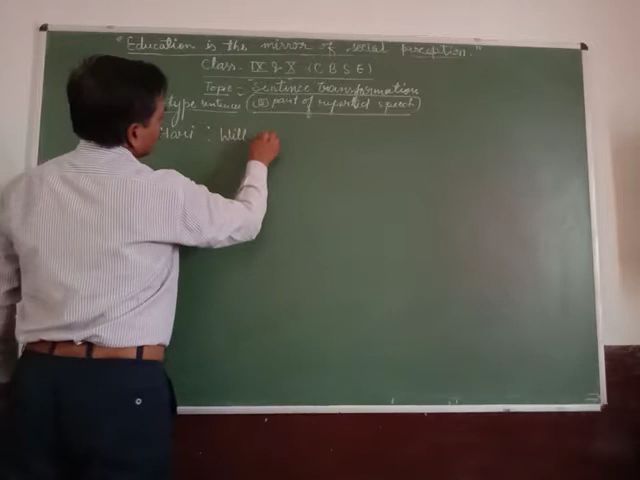 "Education is the mirror of social perception."
Class - IX & X (CBSE)
Topic - Sentence transformation
type sentences (as part of reported speech)
Hari : Will